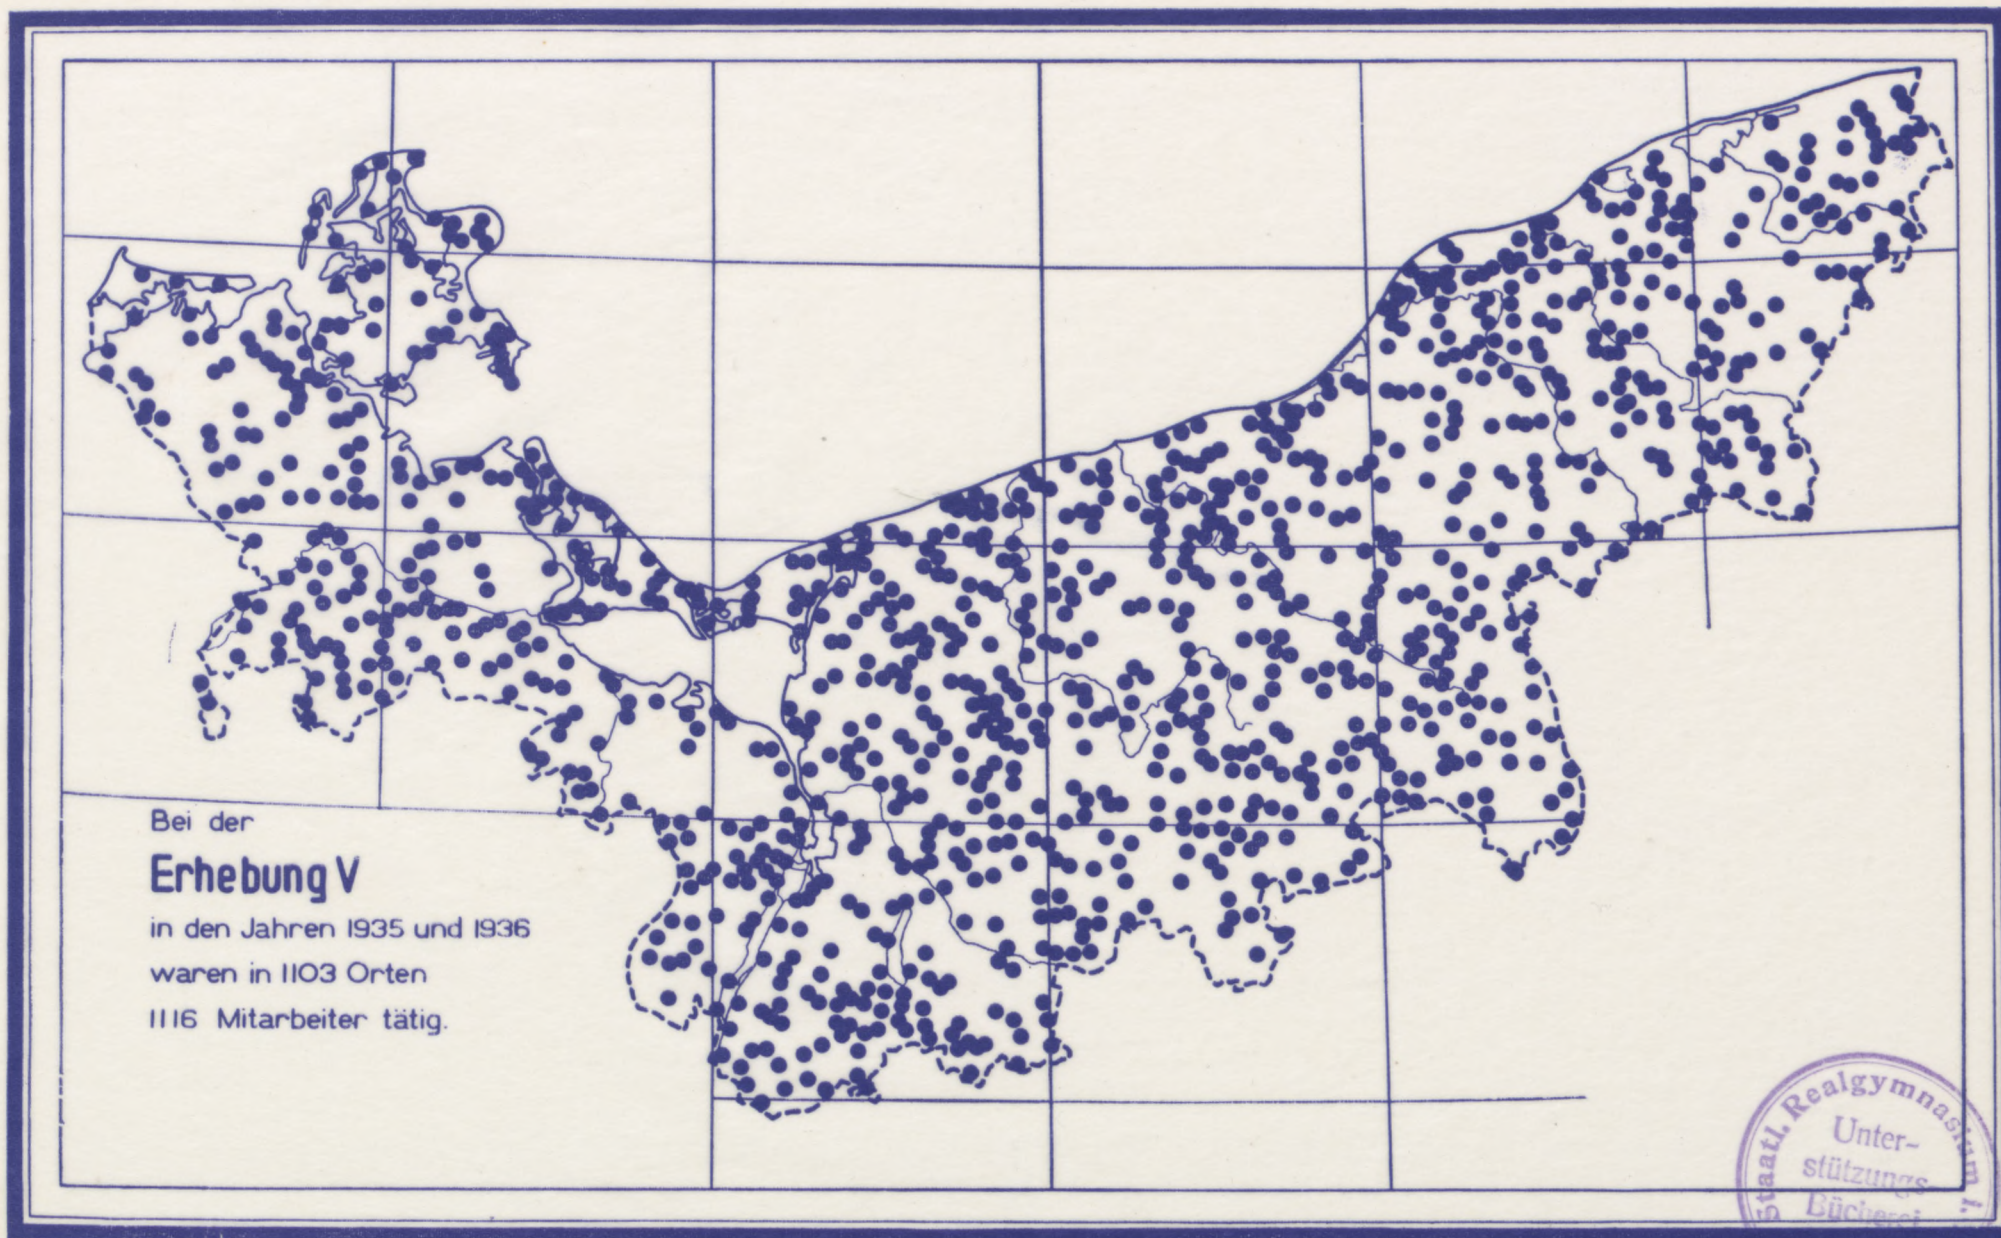 Bei der
Erhebung V
in den Jahren 1935 und 1936
waren in 1103 Orten
1116 Mitarbeiter tätig.
Staatl. Realgymnasium i.
Unter-
stützungs-
Bücherei